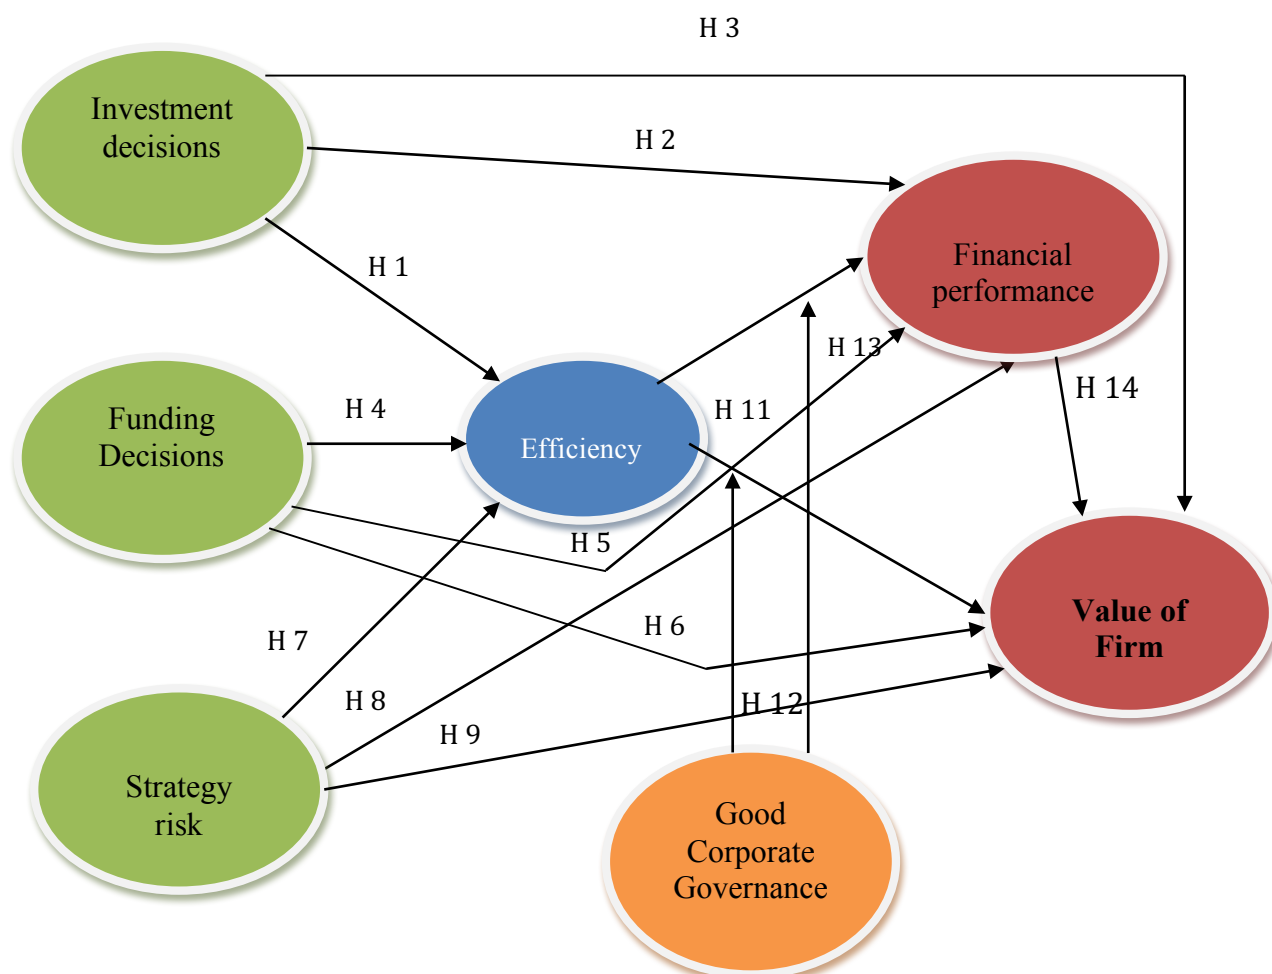 H 3
Investment
decisions
H 2
Financial
performance
H 1
H 13
H 14
Funding
Decisions
H 4
H 11
Efficiency
H 5
H 6
Value of
Firm
H 7
H 8
H 9
H 12
Strategy
risk
Good
Corporate
Governance